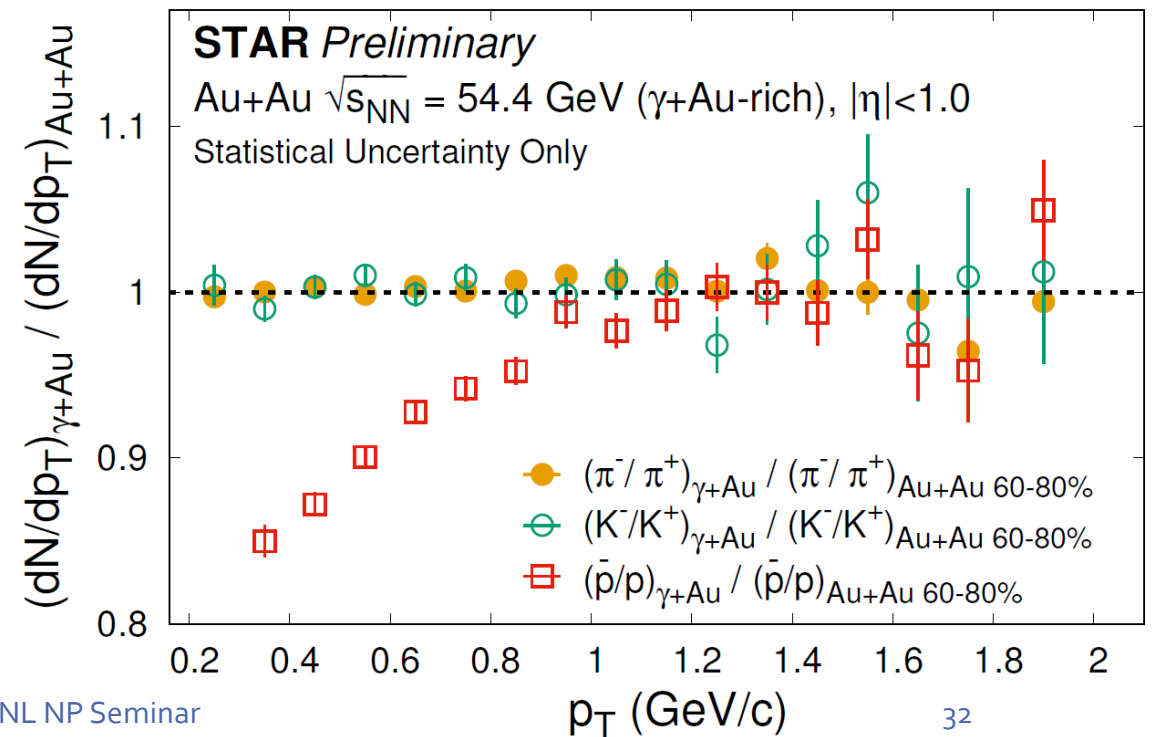 STAR Preliminary
Au+Au √sNN = 54.4 GeV (γ+Au-rich), |η|<1.0
Statistical Uncertainty Only
(dN/dpT)γ+Au / (dN/dpT)Au+Au
1.1
1
0.9
0.8
(π-/ π+)γ+Au / (π-/ π+)Au+Au 60-80%
(K-/K+)γ+Au / (K-/K+)Au+Au 60-80%
(p̄/p)γ+Au / (p̄/p)Au+Au 60-80%
0.2 0.4 0.6 0.8 1 1.2 1.4 1.6 1.8 2
pT (GeV/c)
NL NP Seminar
32